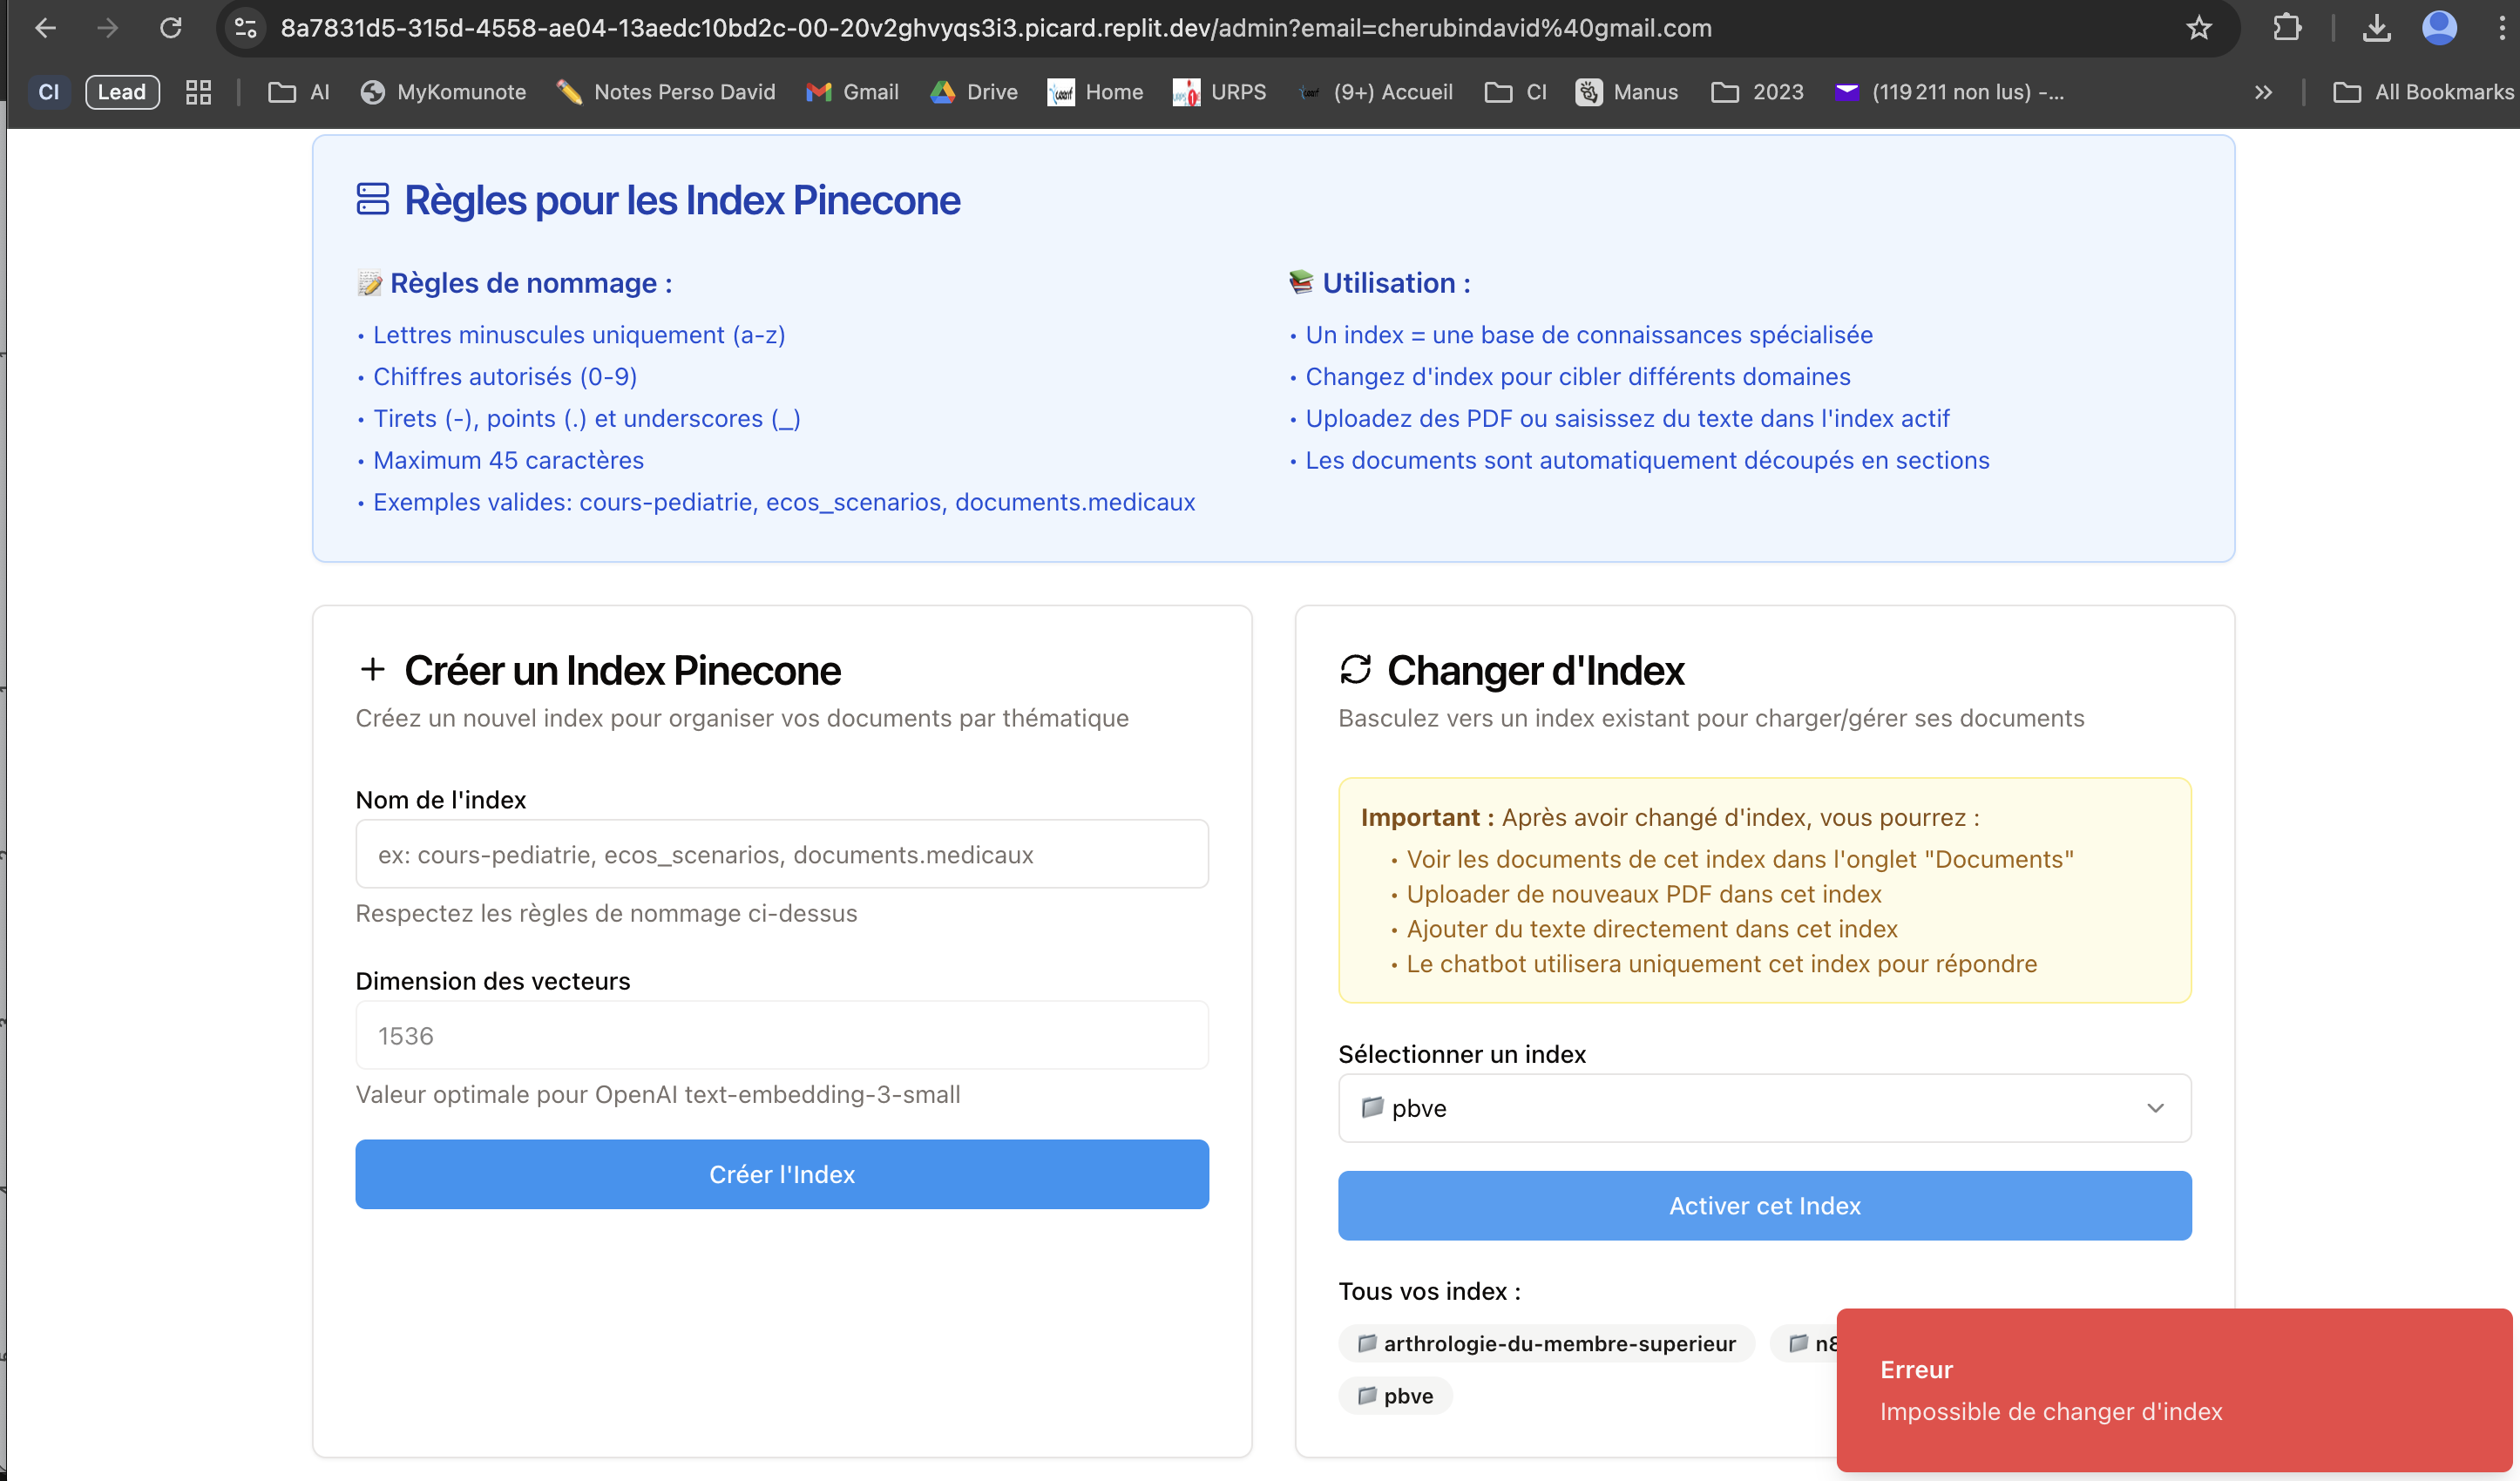 8a7831d5-315d-4558-ae04-13aedc10bd2c-00-20v2ghvyqs3i3.picard.replit.dev/admin?email=cherubindavid%40gmail.com
CI Lead AI MyKomunote Notes Perso David Gmail Drive Home URPS (9+) Accueil CI Manus 2023 (119 211 non lus) -... All Bookmarks
Règles pour les Index Pinecone
Règles de nommage :
• Lettres minuscules uniquement (a-z)
• Chiffres autorisés (0-9)
• Tirets (-), points (.) et underscores (_)
• Maximum 45 caractères
• Exemples valides: cours-pediatrie, ecos_scenarios, documents.medicaux
Utilisation :
• Un index = une base de connaissances spécialisée
• Changez d'index pour cibler différents domaines
• Uploadez des PDF ou saisissez du texte dans l'index actif
• Les documents sont automatiquement découpés en sections
Créer un Index Pinecone
Créez un nouvel index pour organiser vos documents par thématique
Nom de l'index
ex: cours-pediatrie, ecos_scenarios, documents.medicaux
Respectez les règles de nommage ci-dessus
Dimension des vecteurs
1536
Valeur optimale pour OpenAI text-embedding-3-small
Créer l'Index
Changer d'Index
Basculez vers un index existant pour charger/gérer ses documents
Important : Après avoir changé d'index, vous pourrez :
• Voir les documents de cet index dans l'onglet "Documents"
• Uploader de nouveaux PDF dans cet index
• Ajouter du texte directement dans cet index
• Le chatbot utilisera uniquement cet index pour répondre
Sélectionner un index
pbve
Activer cet Index
Tous vos index :
arthrologie-du-membre-superieur
pbve
Erreur
Impossible de changer d'index